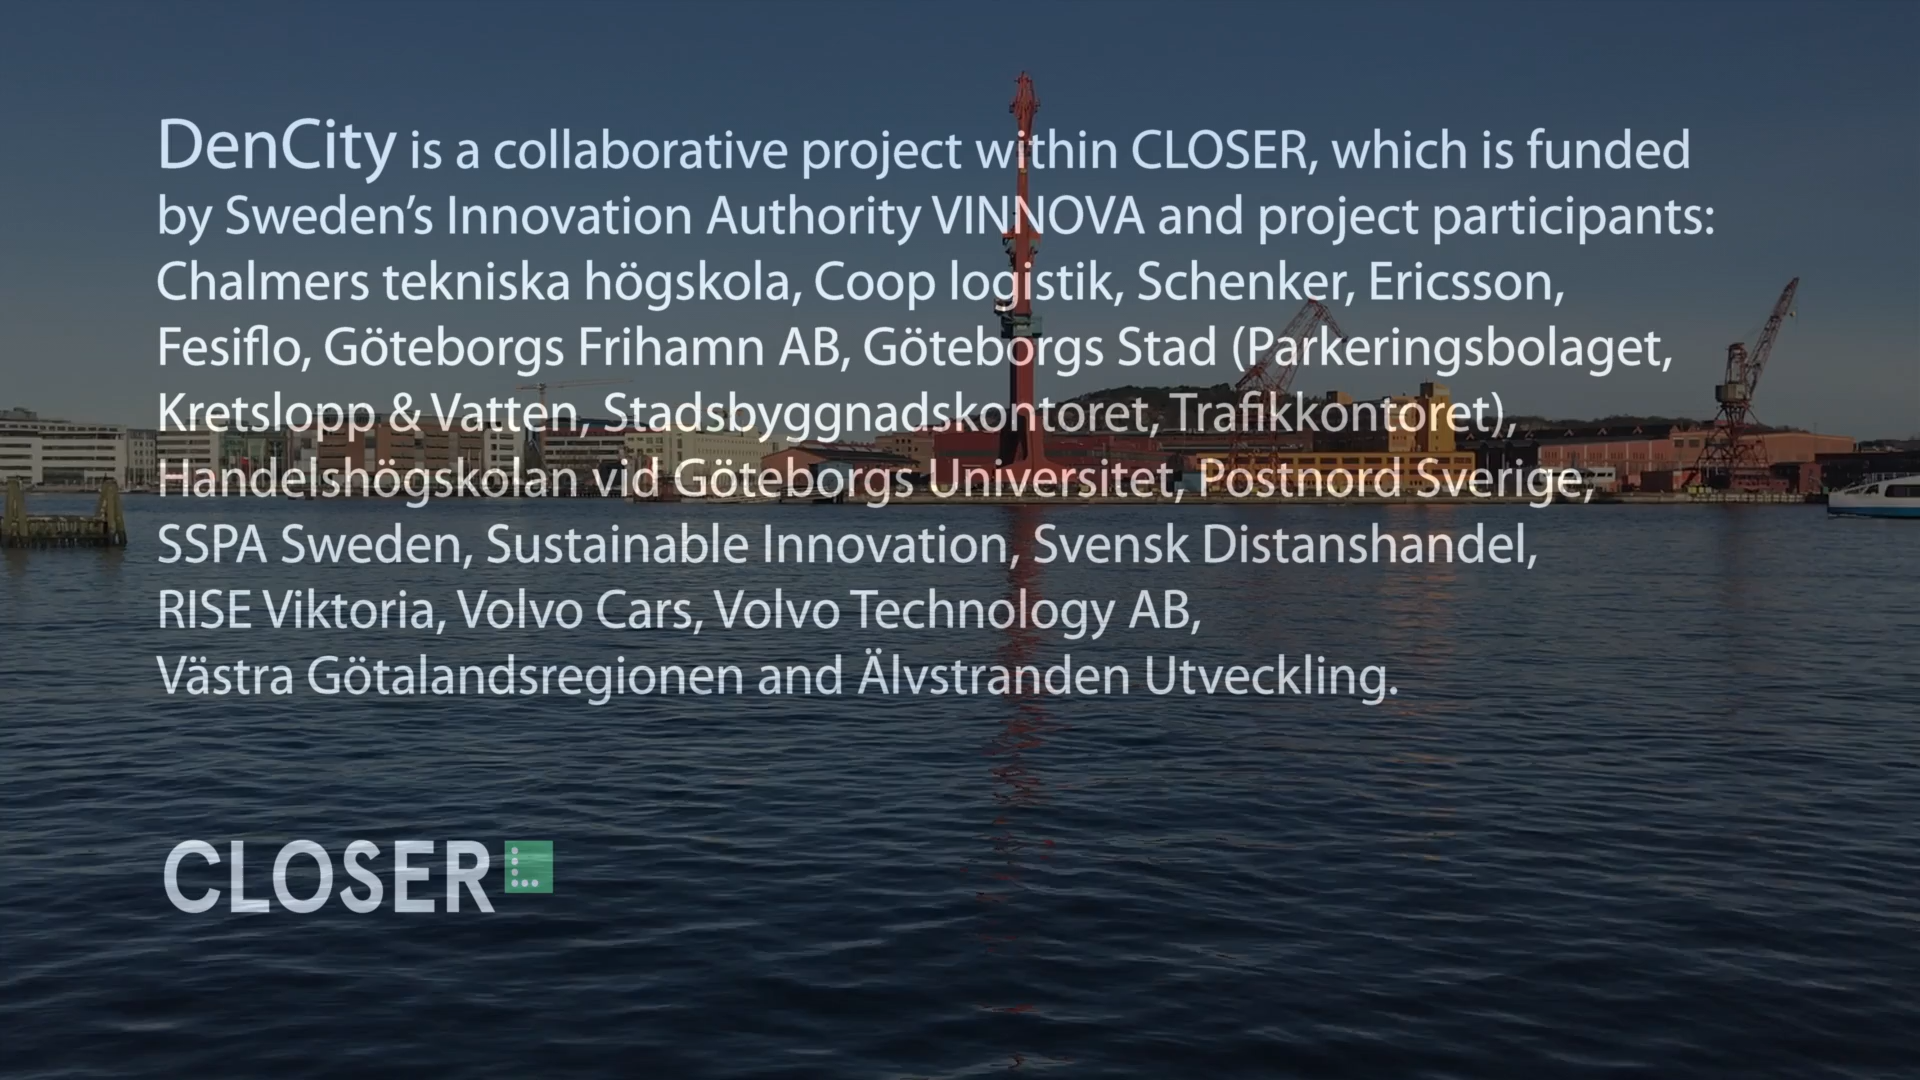 DenCity is a collaborative project within CLOSER, which is funded
by Sweden’s Innovation Authority VINNOVA and project participants:
Chalmers tekniska högskola, Coop logistik, Schenker, Ericsson,
Fesiflo, Göteborgs Frihamn AB, Göteborgs Stad (Parkeringsbolaget,
Kretslopp & Vatten, Stadsbyggnadskontoret, Trafikkontoret),
Handelshögskolan vid Göteborgs Universitet, Postnord Sverige,
SSPA Sweden, Sustainable Innovation, Svensk Distanshandel,
RISE Viktoria, Volvo Cars, Volvo Technology AB,
Västra Götalandsregionen and Älvstranden Utveckling.
CLOSER